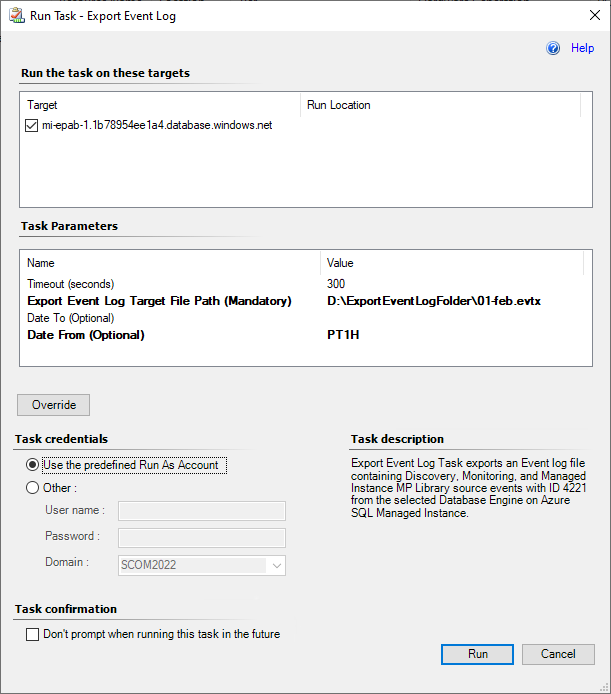 Run Task - Export Event Log
Help
Run the task on these targets
Target Run Location
mi-epab-1.1b78954ee1a4.database.windows.net
Task Parameters
Name Value
Timeout (seconds) 300
Export Event Log Target File Path (Mandatory) D:\ExportEventLogFolder\01-feb.evtx
Date To (Optional)
Date From (Optional) PT1H
Override
Task credentials
Use the predefined Run As Account
Other :
User name :
Password :
Domain : SCOM2022
Task description
Export Event Log Task exports an Event log file
containing Discovery, Monitoring, and Managed
Instance MP Library source events with ID 4221
from the selected Database Engine on Azure
SQL Managed Instance.
Task confirmation
Don't prompt when running this task in the future
Run Cancel